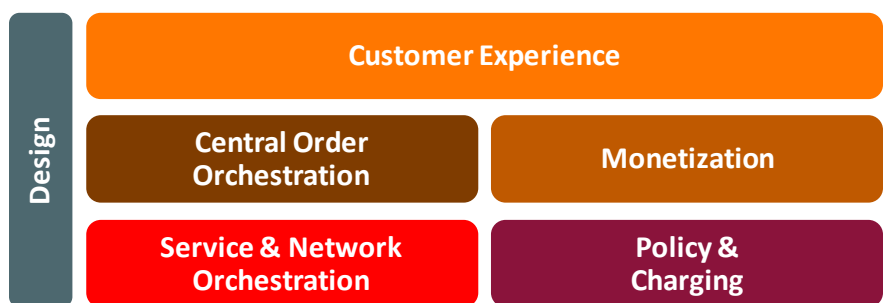 Design
Customer Experience
Central Order
Orchestration
Monetization
Service & Network
Orchestration
Policy &
Charging